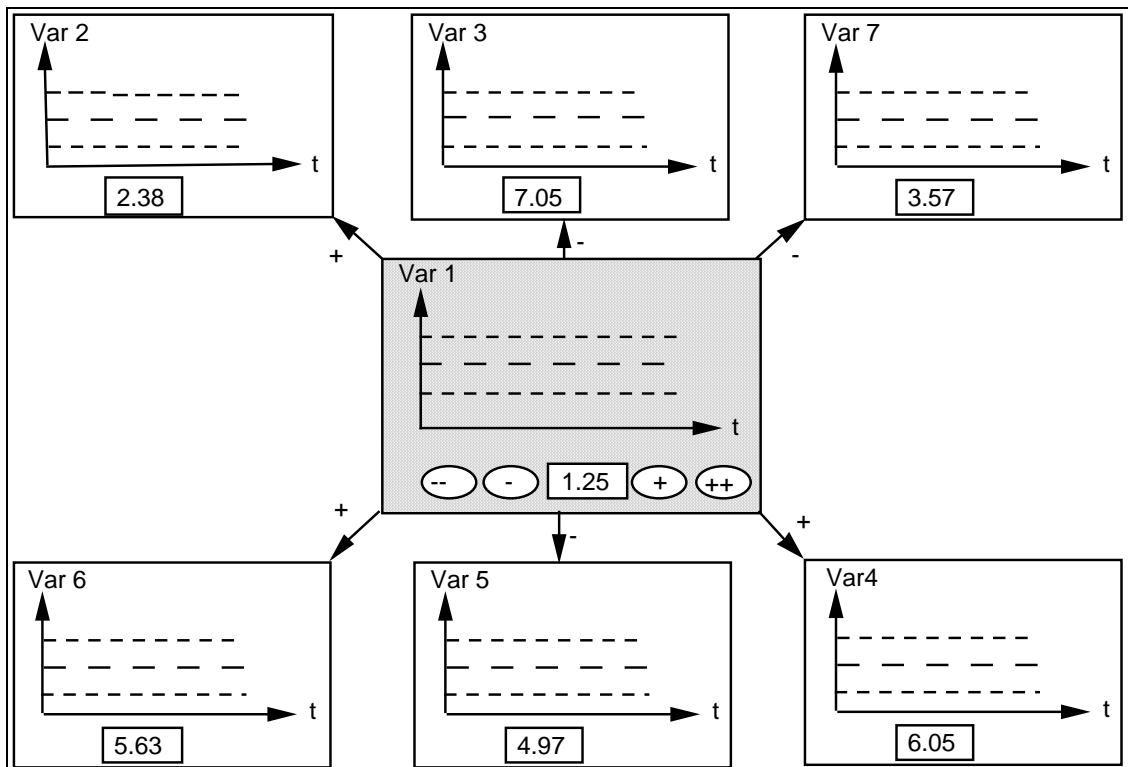 Var 2
t
2.38
Var 3
t
7.05
Var 7
t
3.57
+
-
-
Var 1
t
--
-
1.25
+
++
+
-
+
Var 6
t
5.63
Var 5
t
4.97
Var4
t
6.05